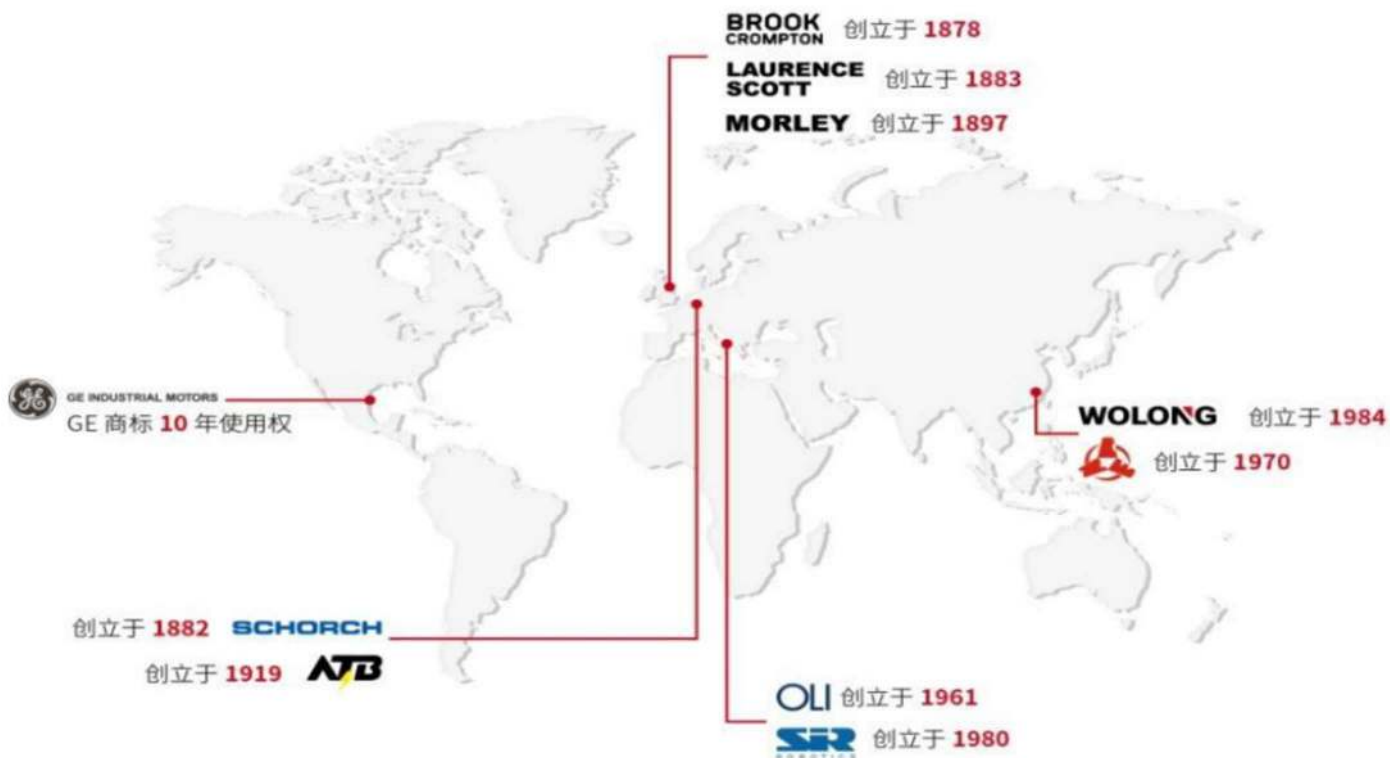 BROOK
CROMPTON 创立于 1878
LAURENCE
SCOTT 创立于 1883
MORLEY 创立于 1897
GE GE INDUSTRIAL MOTORS
GE 商标 10 年使用权
WOLONG 创立于 1984
创立于 1970
创立于 1882 SCHORCH
创立于 1919 ATB
OLI 创立于 1961
SIR 创立于 1980
ROBOTICS